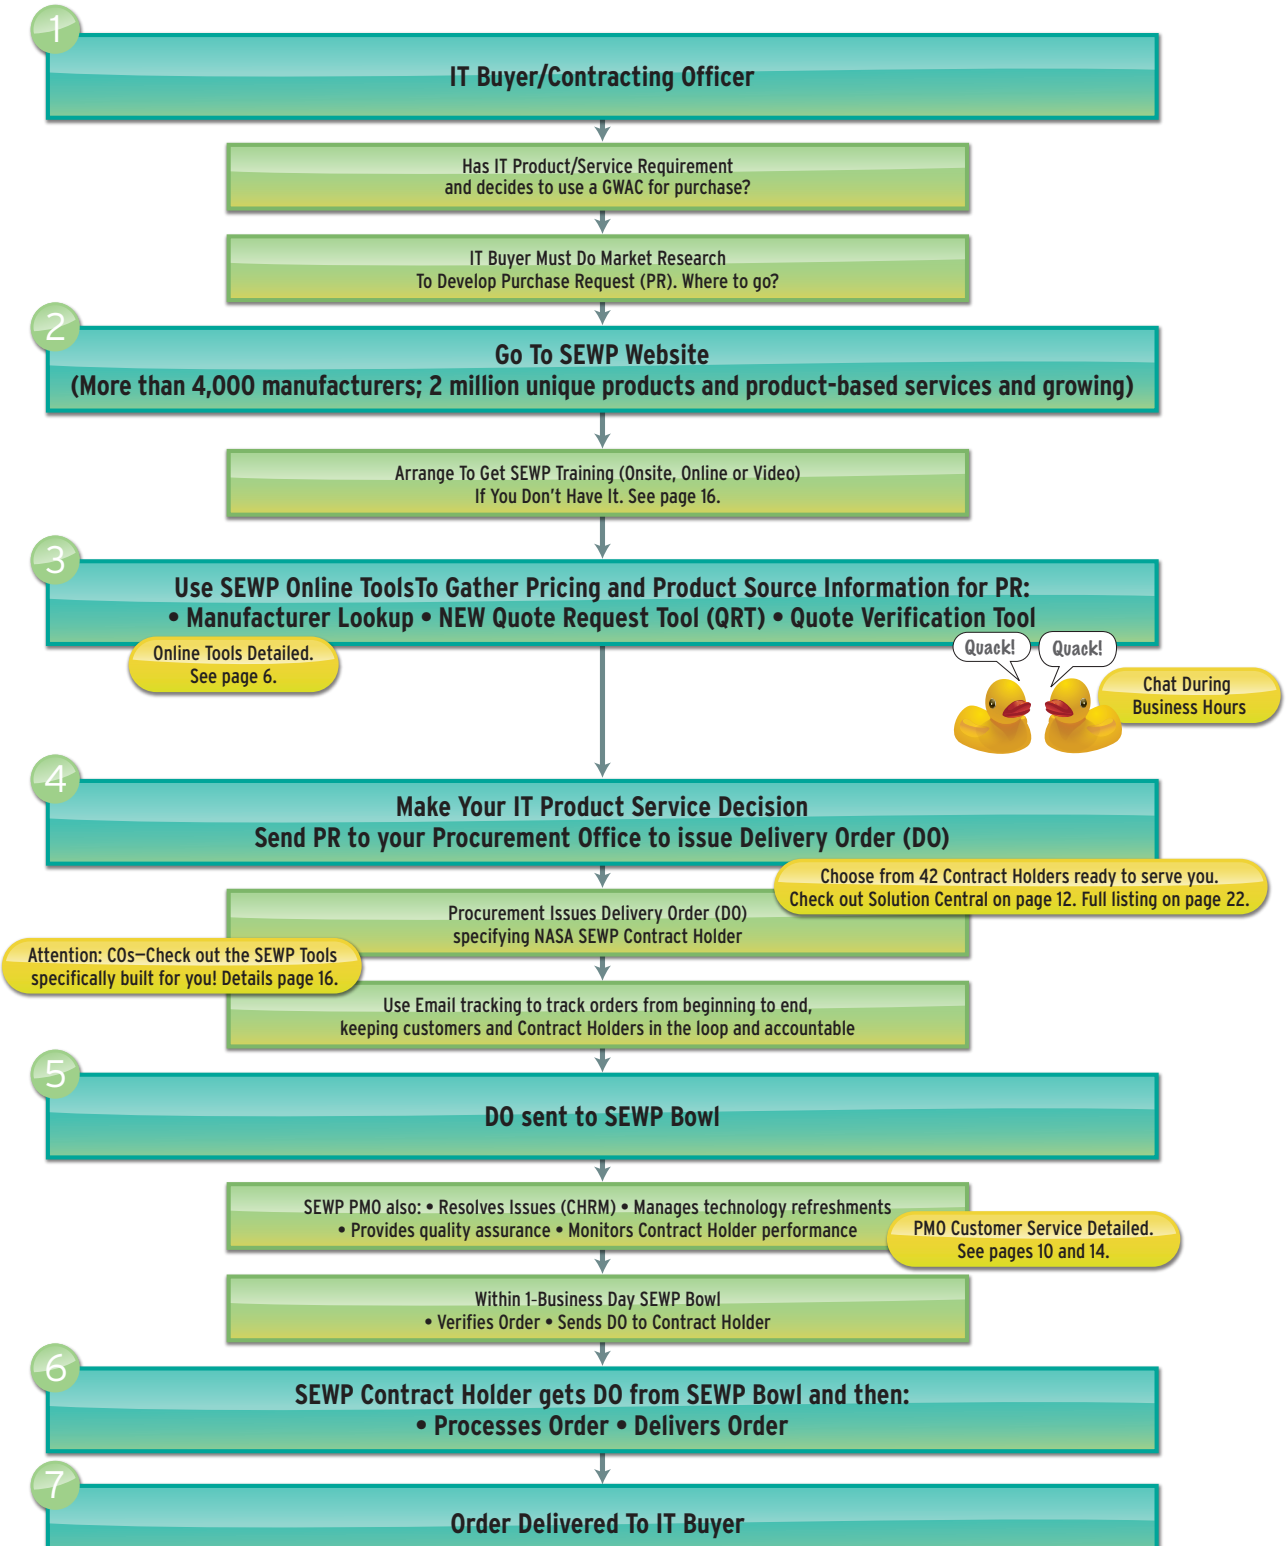 1
IT Buyer/Contracting Officer
Has IT Product/Service Requirement
and decides to use a GWAC for purchase?
IT Buyer Must Do Market Research
To Develop Purchase Request (PR). Where to go?
2
Go To SEWP Website
(More than 4,000 manufacturers; 2 million unique products and product-based services and growing)
Arrange To Get SEWP Training (Onsite, Online or Video)
If You Don't Have It. See page 16.
3
Use SEWP Online ToolsTo Gather Pricing and Product Source Information for PR:
• Manufacturer Lookup • NEW Quote Request Tool (QRT) • Quote Verification Tool
Online Tools Detailed.
See page 6.
Quack!
Quack!
Chat During
Business Hours
4
Make Your IT Product Service Decision
Send PR to your Procurement Office to issue Delivery Order (DO)
Choose from 42 Contract Holders ready to serve you.
Check out Solution Central on page 12. Full listing on page 22.
Procurement Issues Delivery Order (DO)
specifying NASA SEWP Contract Holder
Attention: COs—Check out the SEWP Tools
specifically built for you! Details page 16.
Use Email tracking to track orders from beginning to end,
keeping customers and Contract Holders in the loop and accountable
5
DO sent to SEWP Bowl
SEWP PMO also: • Resolves Issues (CHRM) • Manages technology refreshments
• Provides quality assurance • Monitors Contract Holder performance
PMO Customer Service Detailed.
See pages 10 and 14.
Within 1-Business Day SEWP Bowl
• Verifies Order • Sends DO to Contract Holder
6
SEWP Contract Holder gets DO from SEWP Bowl and then:
• Processes Order • Delivers Order
7
Order Delivered To IT Buyer